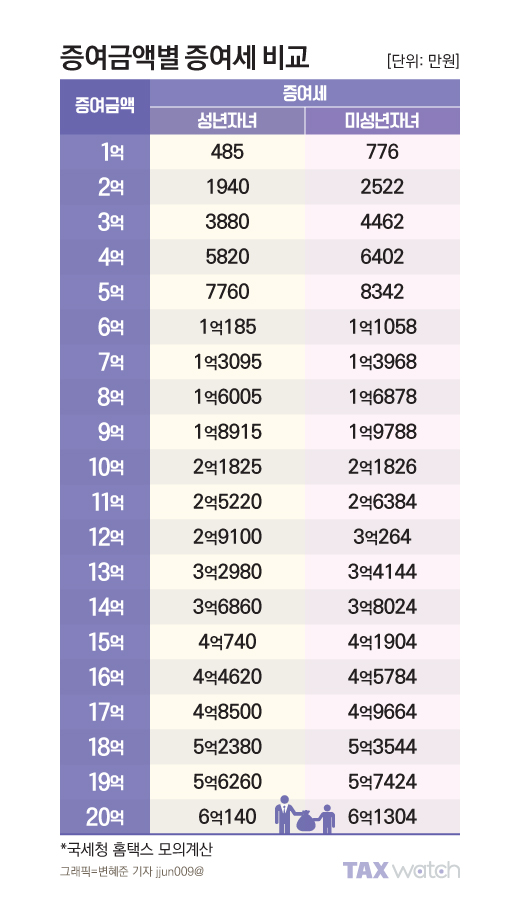 증여금액별 증여세 비교 [단위: 만원]
증여금액 증여세
성년자녀 미성년자녀
1억 485 776
2억 1940 2522
3억 3880 4462
4억 5820 6402
5억 7760 8342
6억 1억185 1억1058
7억 1억3095 1억3968
8억 1억6005 1억6878
9억 1억8915 1억9788
10억 2억1825 2억1826
11억 2억5220 2억6384
12억 2억9100 3억264
13억 3억2980 3억4144
14억 3억6860 3억8024
15억 4억740 4억1904
16억 4억4620 4억5784
17억 4억8500 4억9664
18억 5억2380 5억3544
19억 5억6260 5억7424
20억 6억140 6억1304
*국세청 홈택스 모의계산
그래픽=변혜준 기자 jjun009@ TAX watch